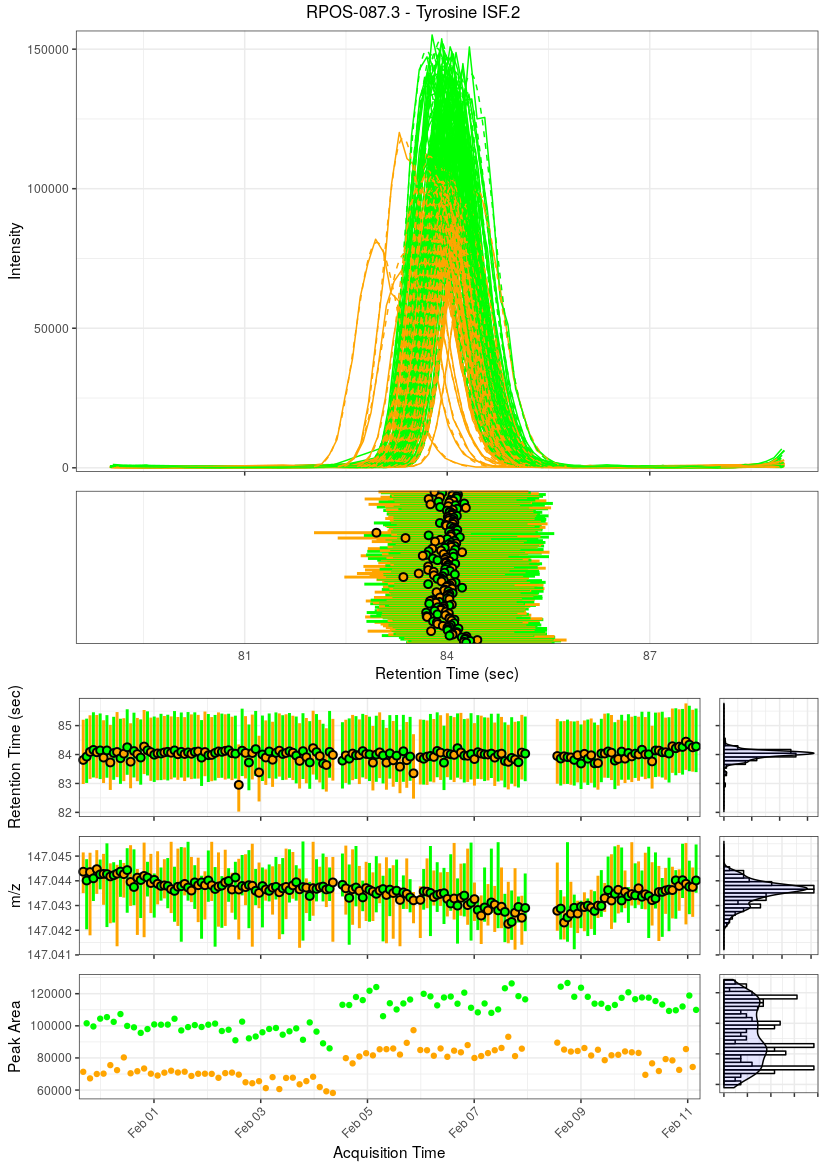 RPOS-087.3 - Tyrosine ISF.2
150000
100000
50000
0
Intensity
81
84
87
Retention Time (sec)
85
84
83
82
Retention Time (sec)
147.045
147.044
147.043
147.042
147.041
m/z
120000
100000
80000
60000
Peak Area
Feb 01
Feb 03
Feb 05
Feb 07
Feb 09
Feb 11
Acquisition Time